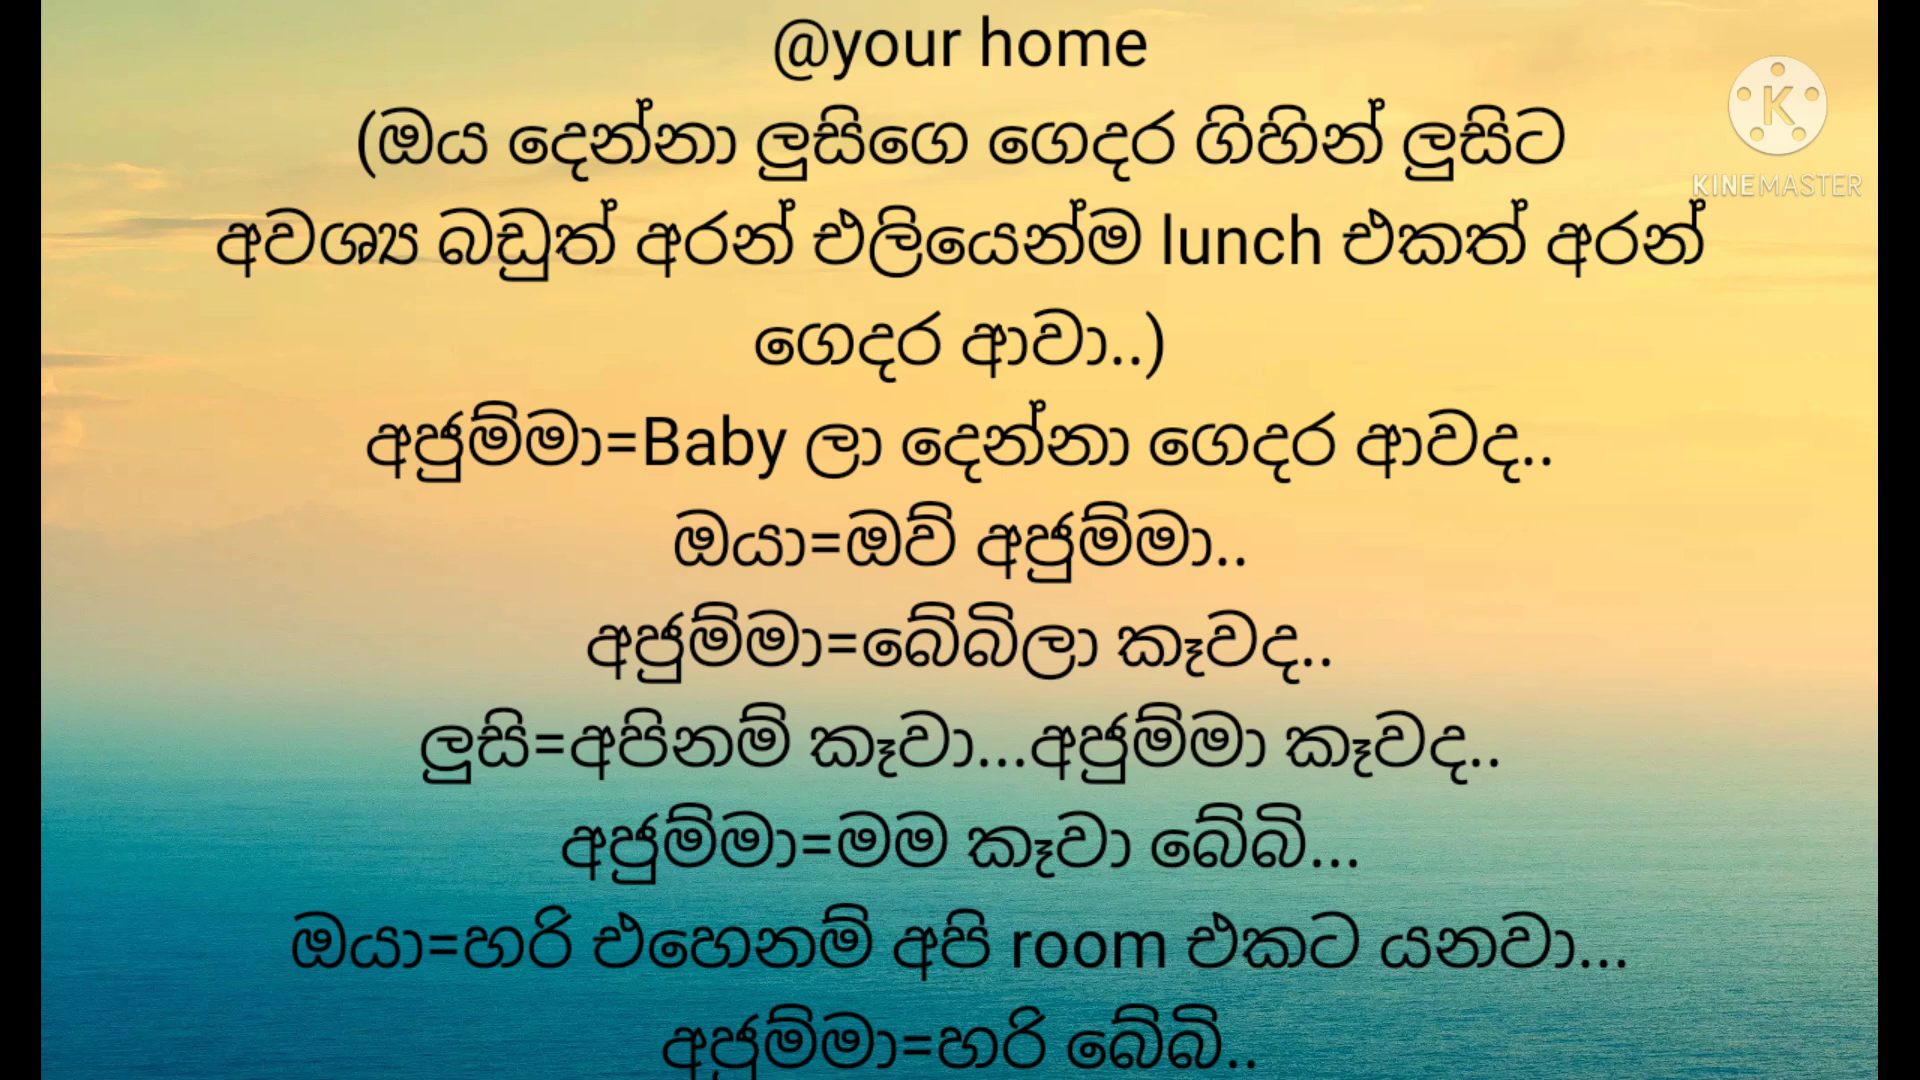 @your home
(ඔය දෙන්නා ලුසිගෙ ගෙදර ගිහින් ලුසිට
අවශ්‍ය බඩුත් අරන් එලියෙන්ම lunch එකත් අරන්
ගෙදර ආවා..)
අජුම්මා=Baby ලා දෙන්නා ගෙදර ආවද..
ඔයා=ඔව් අජුම්මා..
අජුම්මා=බේබිලා කෑවද..
ලුසි=අපිනම් කෑවා...අජුම්මා කෑවද..
අජුම්මා=මම කෑවා බේබි...
ඔයා=හරි එහෙනම් අපි room එකට යනවා...
අජුම්මා=හරි බේබි..
K
KINEMASTER